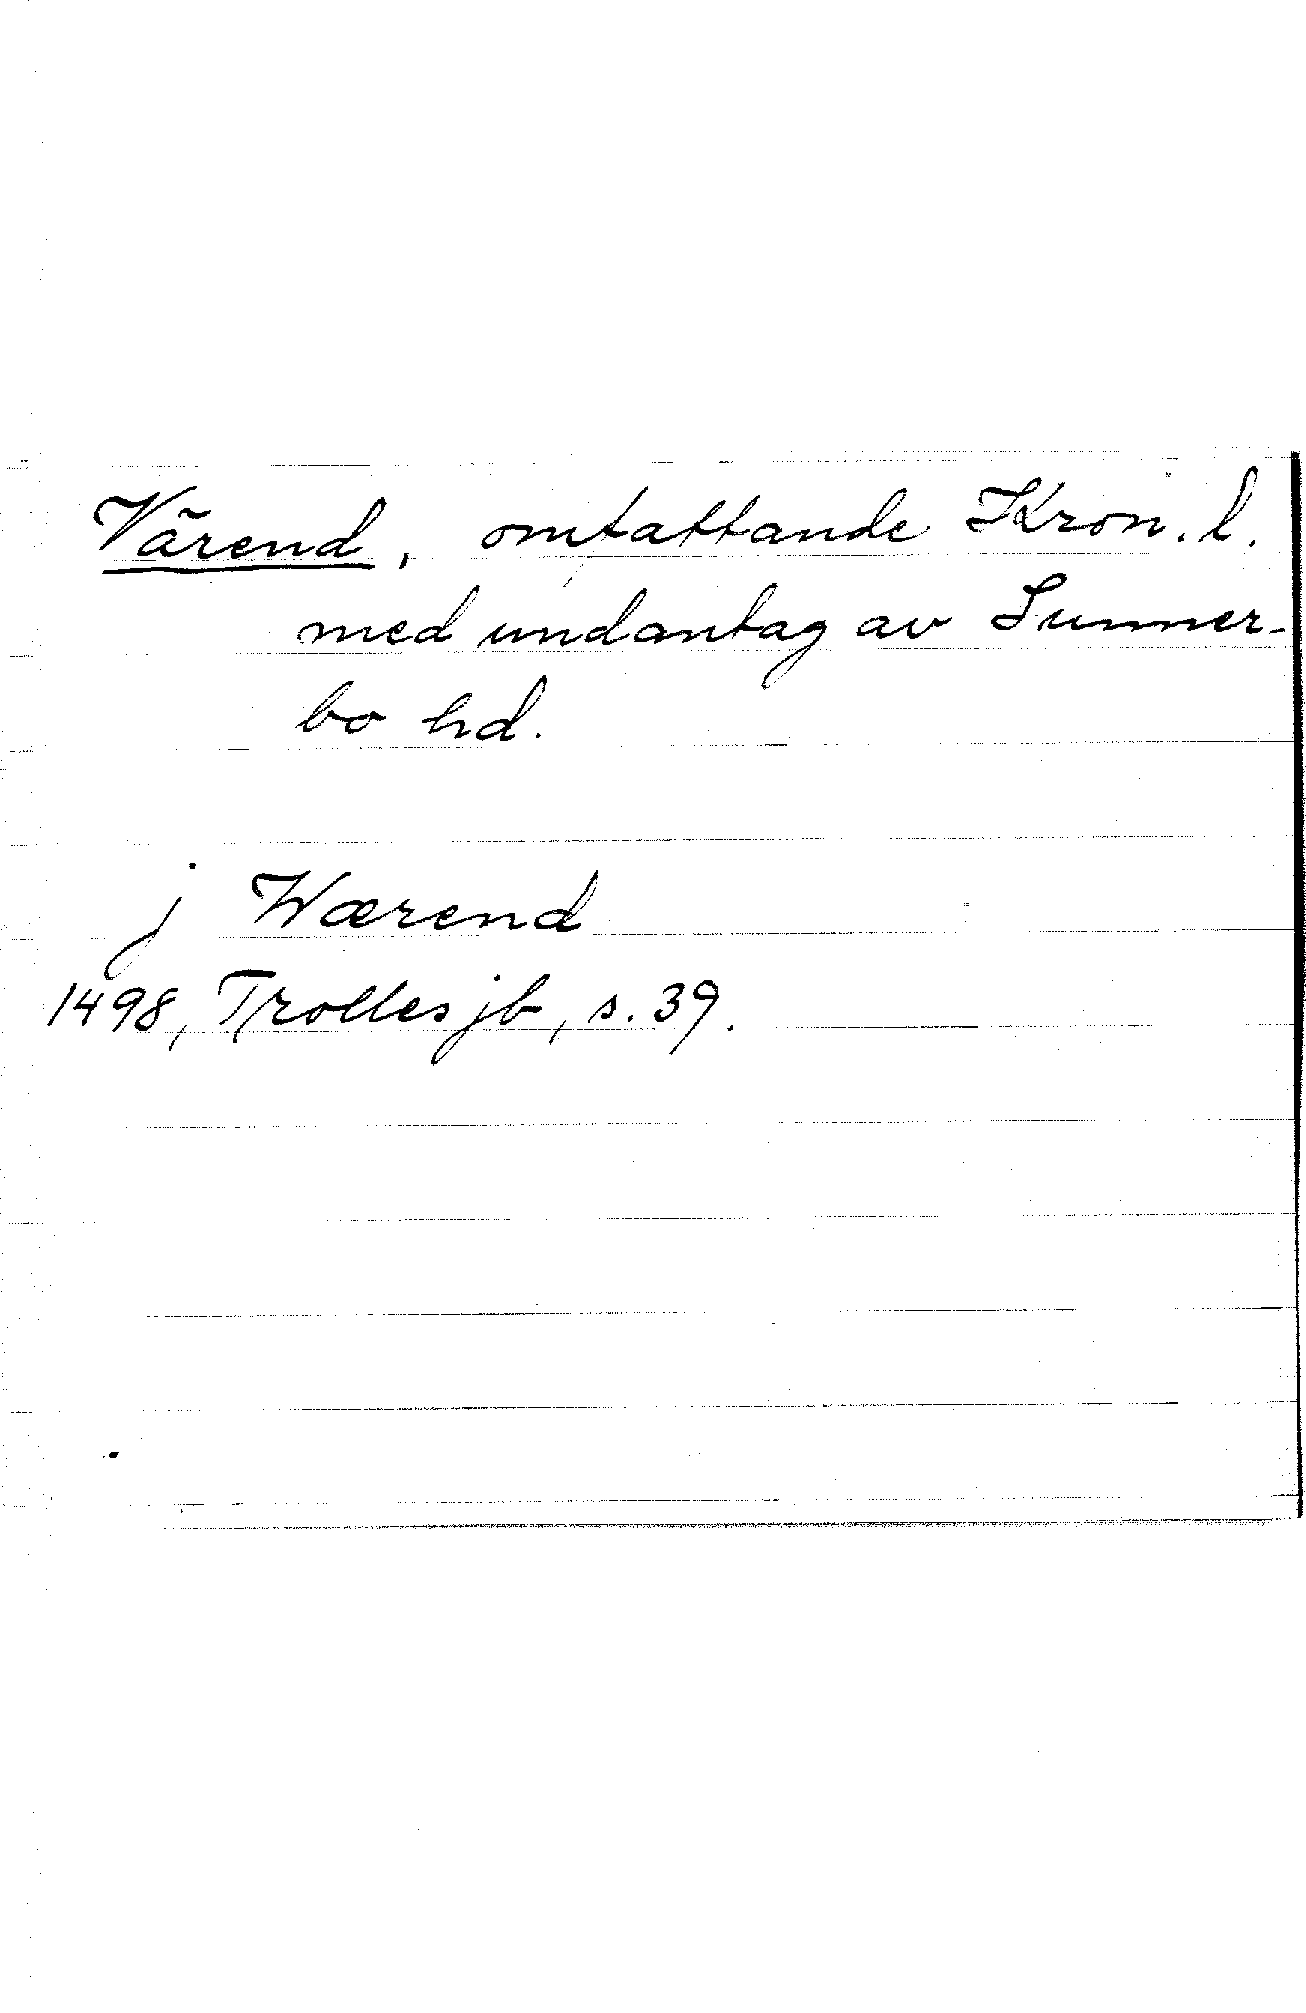 Värend, omfattande Kron. l.
med undantag av Sunner-
bo hd.
j Wærend
1498, Trolles jb, s. 39.